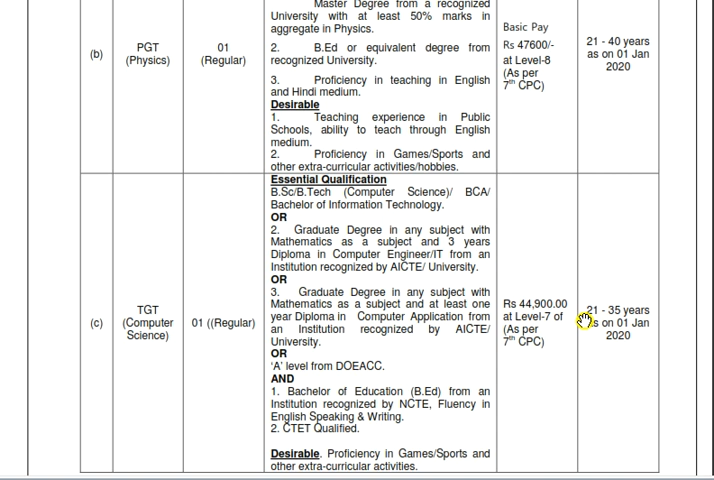 Master Degree from a recognized
University with at least 50% marks in
aggregate in Physics.
2. B.Ed or equivalent degree from
recognized University.
3. Proficiency in teaching in English
and Hindi medium.
Desirable
1. Teaching experience in Public
Schools, ability to teach through English
medium.
2. Proficiency in Games/Sports and
other extra-curricular activities/hobbies.
(b)
PGT
(Physics)
01
(Regular)
Basic Pay
Rs 47600/-
at Level-8
(As per
7th CPC)
21 - 40 years
as on 01 Jan
2020
(c)
TGT
(Computer
Science)
01 ((Regular)
Essential Qualification
B.Sc/B.Tech (Computer Science)/ BCA/
Bachelor of Information Technology.
OR
2. Graduate Degree in any subject with
Mathematics as a subject and 3 years
Diploma in Computer Engineer/IT from an
Institution recognized by AICTE/ University.
OR
3. Graduate Degree in any subject with
Mathematics as a subject and at least one
year Diploma in Computer Application from
an Institution recognized by AICTE/
University.
OR
'A' level from DOEACC.
AND
1. Bachelor of Education (B.Ed) from an
Institution recognized by NCTE, Fluency in
English Speaking & Writing.
2. CTET Qualified.
Desirable. Proficiency in Games/Sports and
other extra-curricular activities.
Rs 44,900.00
at Level-7 of
(As per
7th CPC)
21 - 35 years
as on 01 Jan
2020